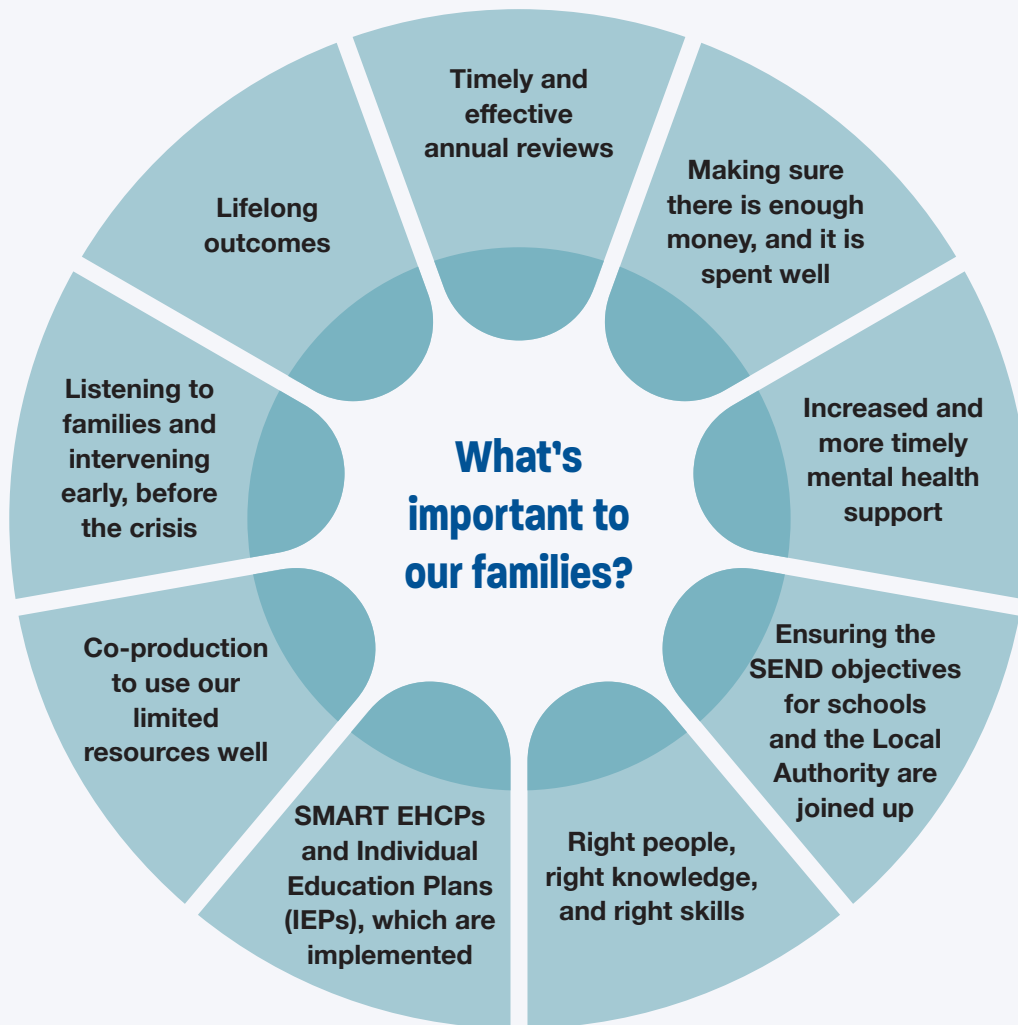 What's
important to
our families?
Timely and
effective
annual reviews
Making sure
there is enough
money, and it is
spent well
Increased and
more timely
mental health
support
Ensuring the
SEND objectives
for schools
and the Local
Authority are
joined up
Right people,
right knowledge,
and right skills
SMART EHCPs
and Individual
Education Plans
(IEPs), which are
implemented
Co-production
to use our
limited
resources well
Listening to
families and
intervening
early, before
the crisis
Lifelong
outcomes